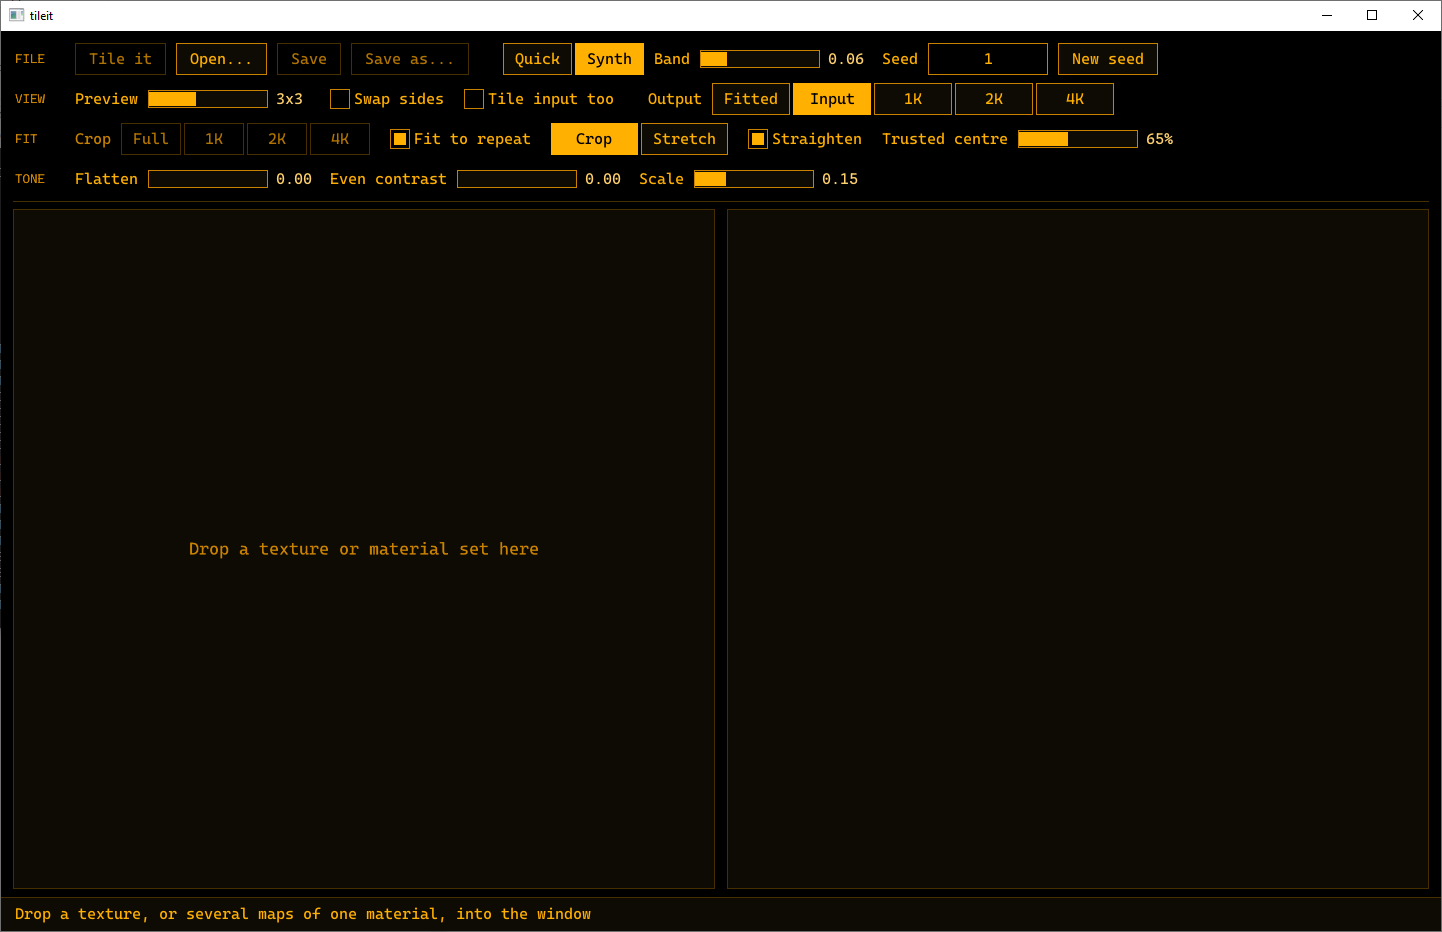 tileit
FILE Tile it Open... Save Save as... Quick Synth Band 0.06 Seed 1 New seed
VIEW Preview 3x3 Swap sides Tile input too Output Fitted Input 1K 2K 4K
FIT Crop Full 1K 2K 4K Fit to repeat Crop Stretch Straighten Trusted centre 65%
TONE Flatten 0.00 Even contrast 0.00 Scale 0.15
Drop a texture or material set here
Drop a texture, or several maps of one material, into the window